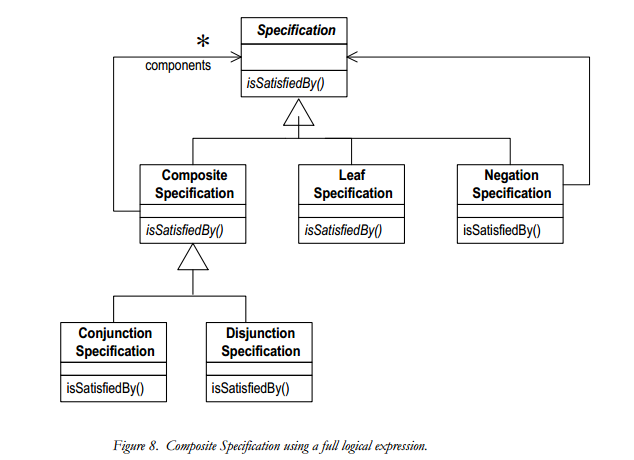 Specification
*
components
isSatisfiedBy()
Composite
Specification
isSatisfiedBy()
Leaf
Specification
isSatisfiedBy()
Negation
Specification
isSatisfiedBy()
Conjunction
Specification
isSatisfiedBy()
Disjunction
Specification
isSatisfiedBy()
Figure 8. Composite Specification using a full logical expression.